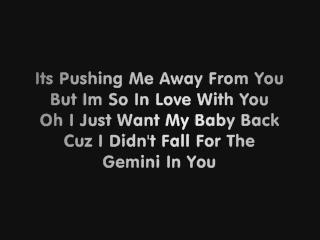 Its Pushing Me Away From You
But Im So In Love With You
Oh I Just Want My Baby Back
Cuz I Didn't Fall For The
Gemini In You